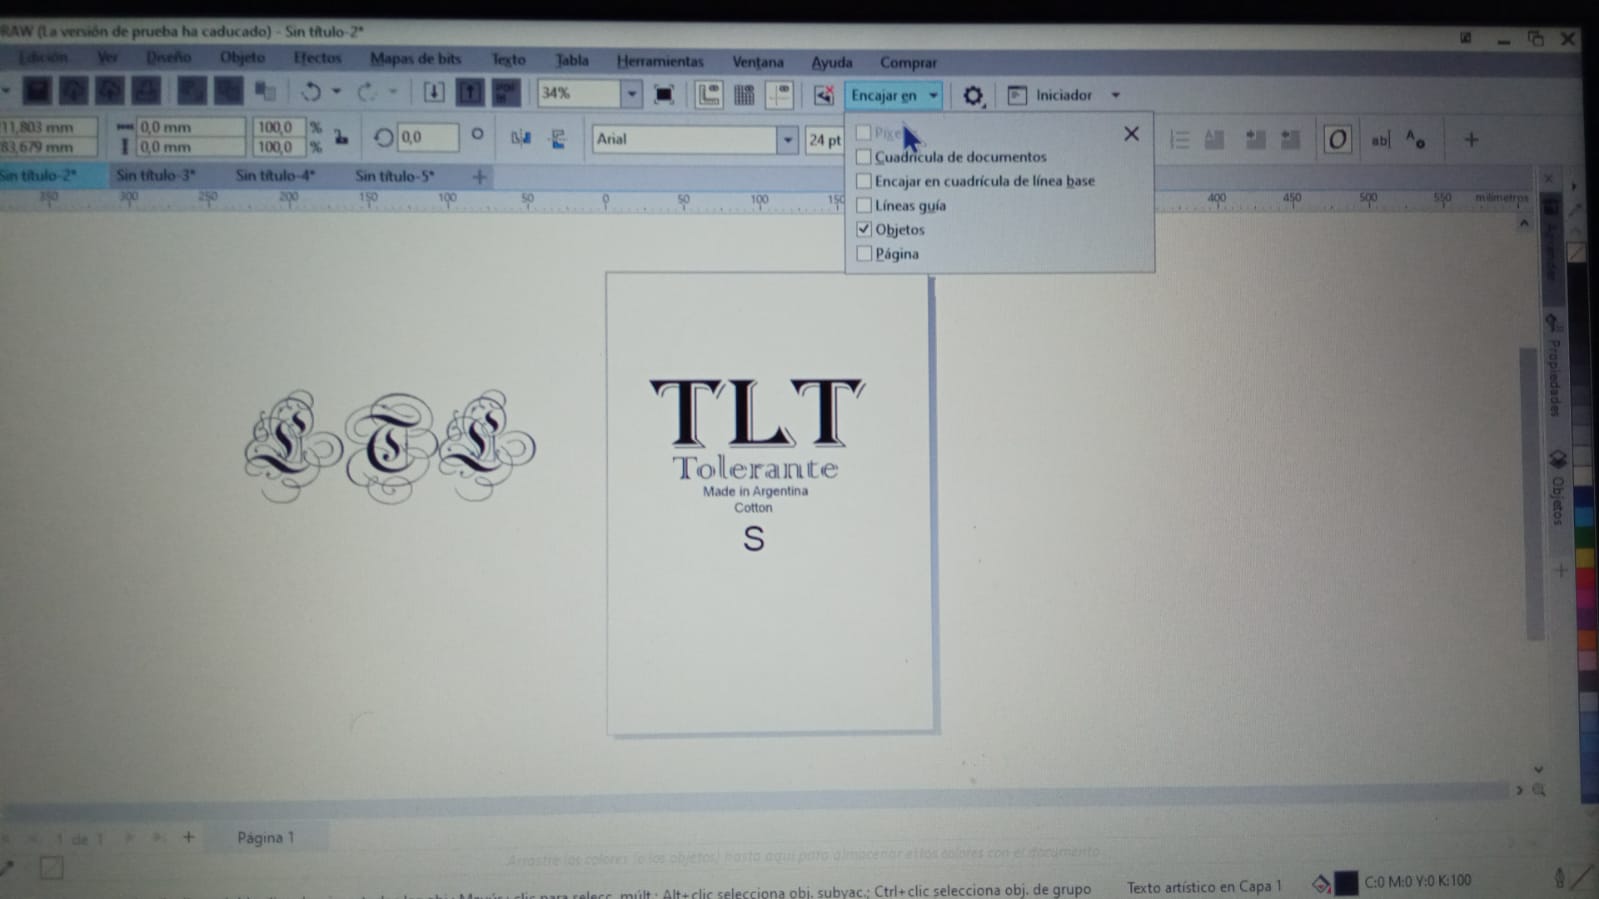 RAW (La versión de prueba ha caducado) - Sin título-2*
Edición Ver Diseño Objeto Efectos Mapas de bits Texto Tabla Herramientas Ventana Ayuda Comprar
34% Encajar en Iniciador
11,803 mm 0,0 mm 100,0 % 0,0 Arial 24 pt
83,679 mm 0,0 mm 100,0 %
Sin título-2* Sin título-3* Sin título-4* Sin título-5*
350 300 250 200 150 100 50 0 50 100 150 400 450 500 550 milímetros
Cuadrícula de documentos
Encajar en cuadrícula de línea base
Líneas guía
Objetos
Página
LTL
TLT
Tolerante
Made in Argentina
Cotton
S
Propiedades
Objetos
1 de 1 Página 1
Arrastre los colores (o los objetos) hasta aquí para almacenar estos colores con el documento
clic para selecc. múlt.; Alt+clic selecciona obj. subyac.; Ctrl+clic selecciona obj. de grupo Texto artístico en Capa 1 C:0 M:0 Y:0 K:100